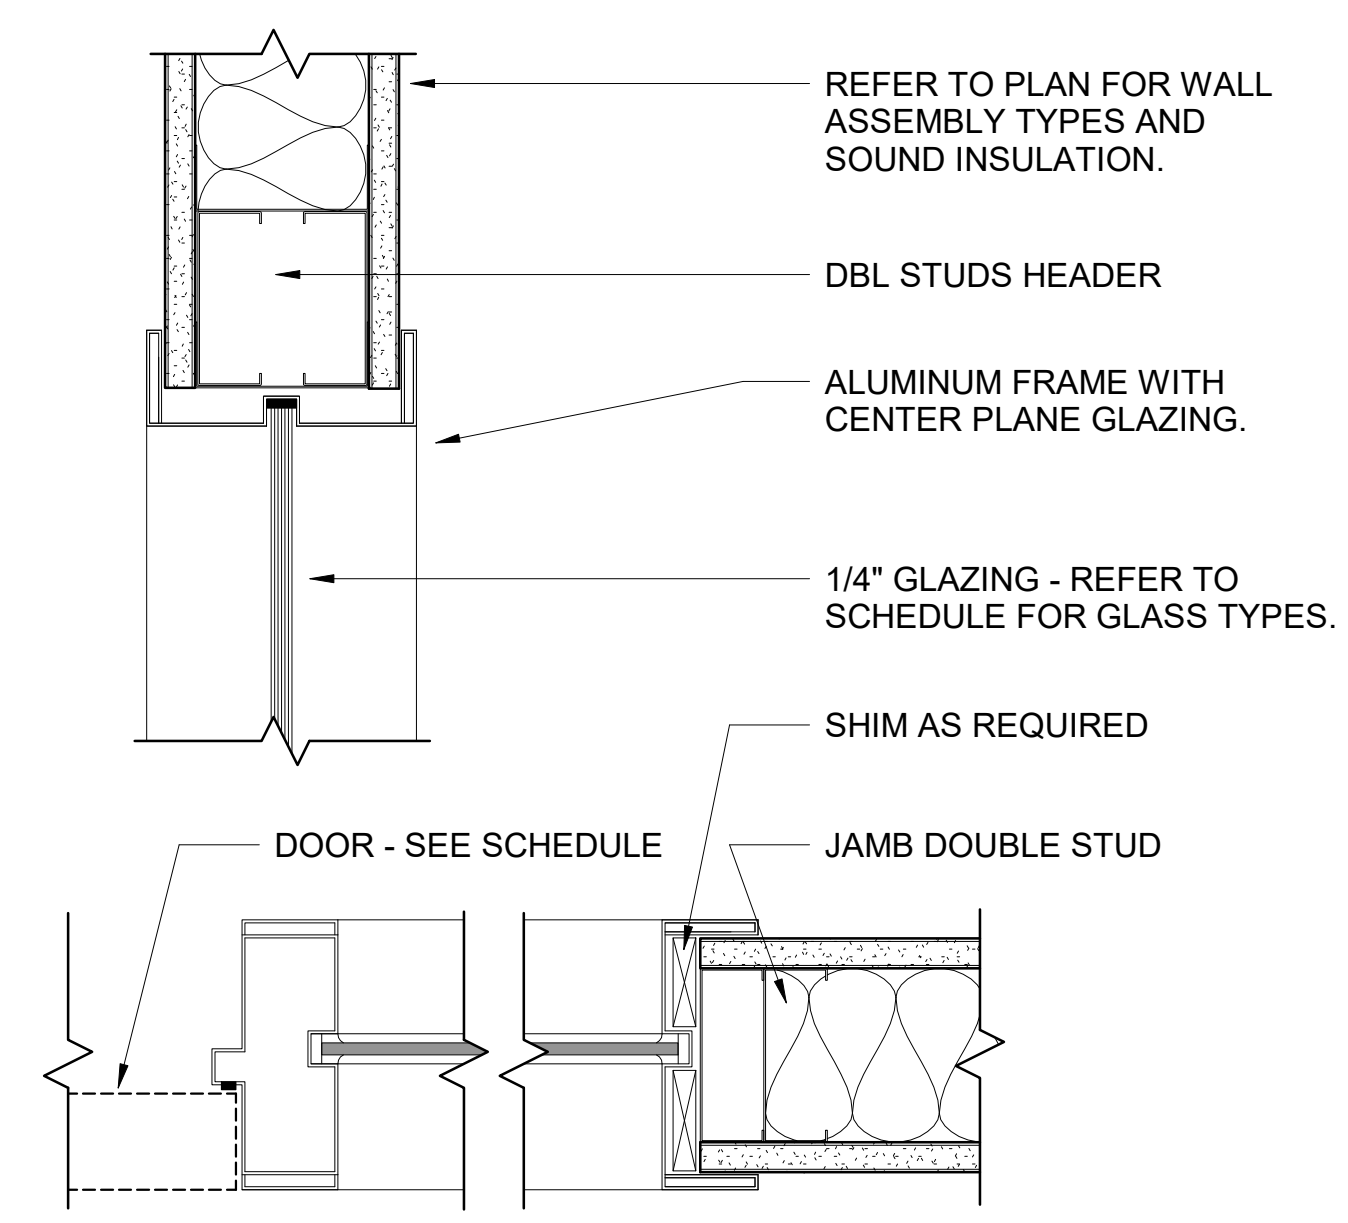 REFER TO PLAN FOR WALL
ASSEMBLY TYPES AND
SOUND INSULATION.
DBL STUDS HEADER
ALUMINUM FRAME WITH
CENTER PLANE GLAZING.
1/4" GLAZING - REFER TO
SCHEDULE FOR GLASS TYPES.
SHIM AS REQUIRED
DOOR - SEE SCHEDULE
JAMB DOUBLE STUD